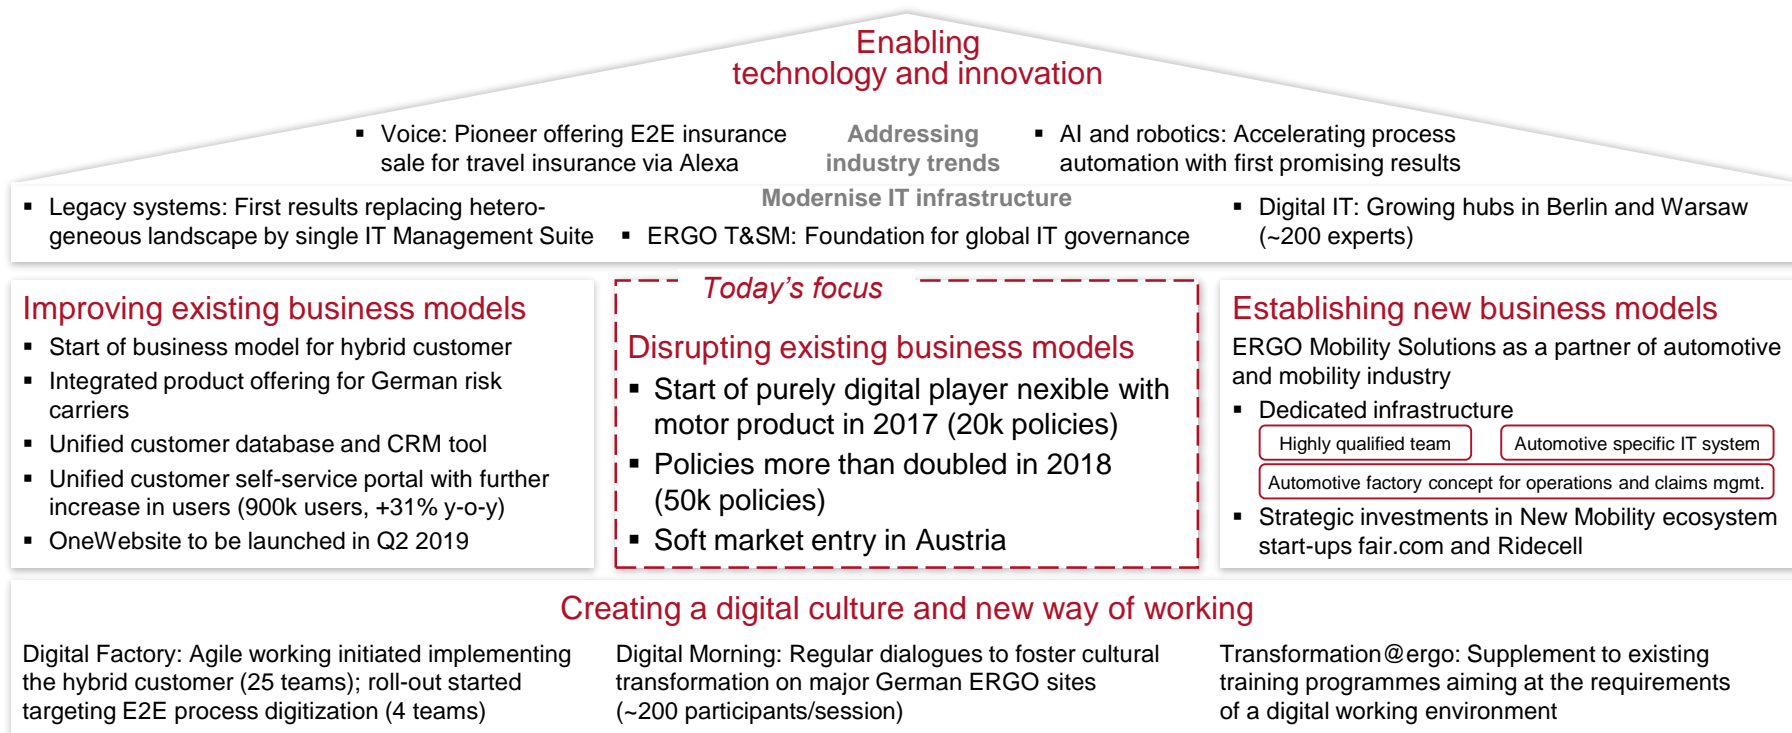 Enabling
technology and innovation
▪ Voice: Pioneer offering E2E insurance
sale for travel insurance via Alexa
Addressing
industry trends
▪ AI and robotics: Accelerating process
automation with first promising results
Modernise IT infrastructure
▪ Legacy systems: First results replacing hetero-
geneous landscape by single IT Management Suite
▪ ERGO T&SM: Foundation for global IT governance
▪ Digital IT: Growing hubs in Berlin and Warsaw
(~200 experts)
Improving existing business models
▪ Start of business model for hybrid customer
▪ Integrated product offering for German risk
carriers
▪ Unified customer database and CRM tool
▪ Unified customer self-service portal with further
increase in users (900k users, +31% y-o-y)
▪ OneWebsite to be launched in Q2 2019
Today’s focus
Disrupting existing business models
▪ Start of purely digital player nexible with
motor product in 2017 (20k policies)
▪ Policies more than doubled in 2018
(50k policies)
▪ Soft market entry in Austria
Establishing new business models
ERGO Mobility Solutions as a partner of automotive
and mobility industry
▪ Dedicated infrastructure
Highly qualified team
Automotive specific IT system
Automotive factory concept for operations and claims mgmt.
▪ Strategic investments in New Mobility ecosystem
start-ups fair.com and Ridecell
Creating a digital culture and new way of working
Digital Factory: Agile working initiated implementing
the hybrid customer (25 teams); roll-out started
targeting E2E process digitization (4 teams)
Digital Morning: Regular dialogues to foster cultural
transformation on major German ERGO sites
(~200 participants/session)
Transformation@ergo: Supplement to existing
training programmes aiming at the requirements
of a digital working environment